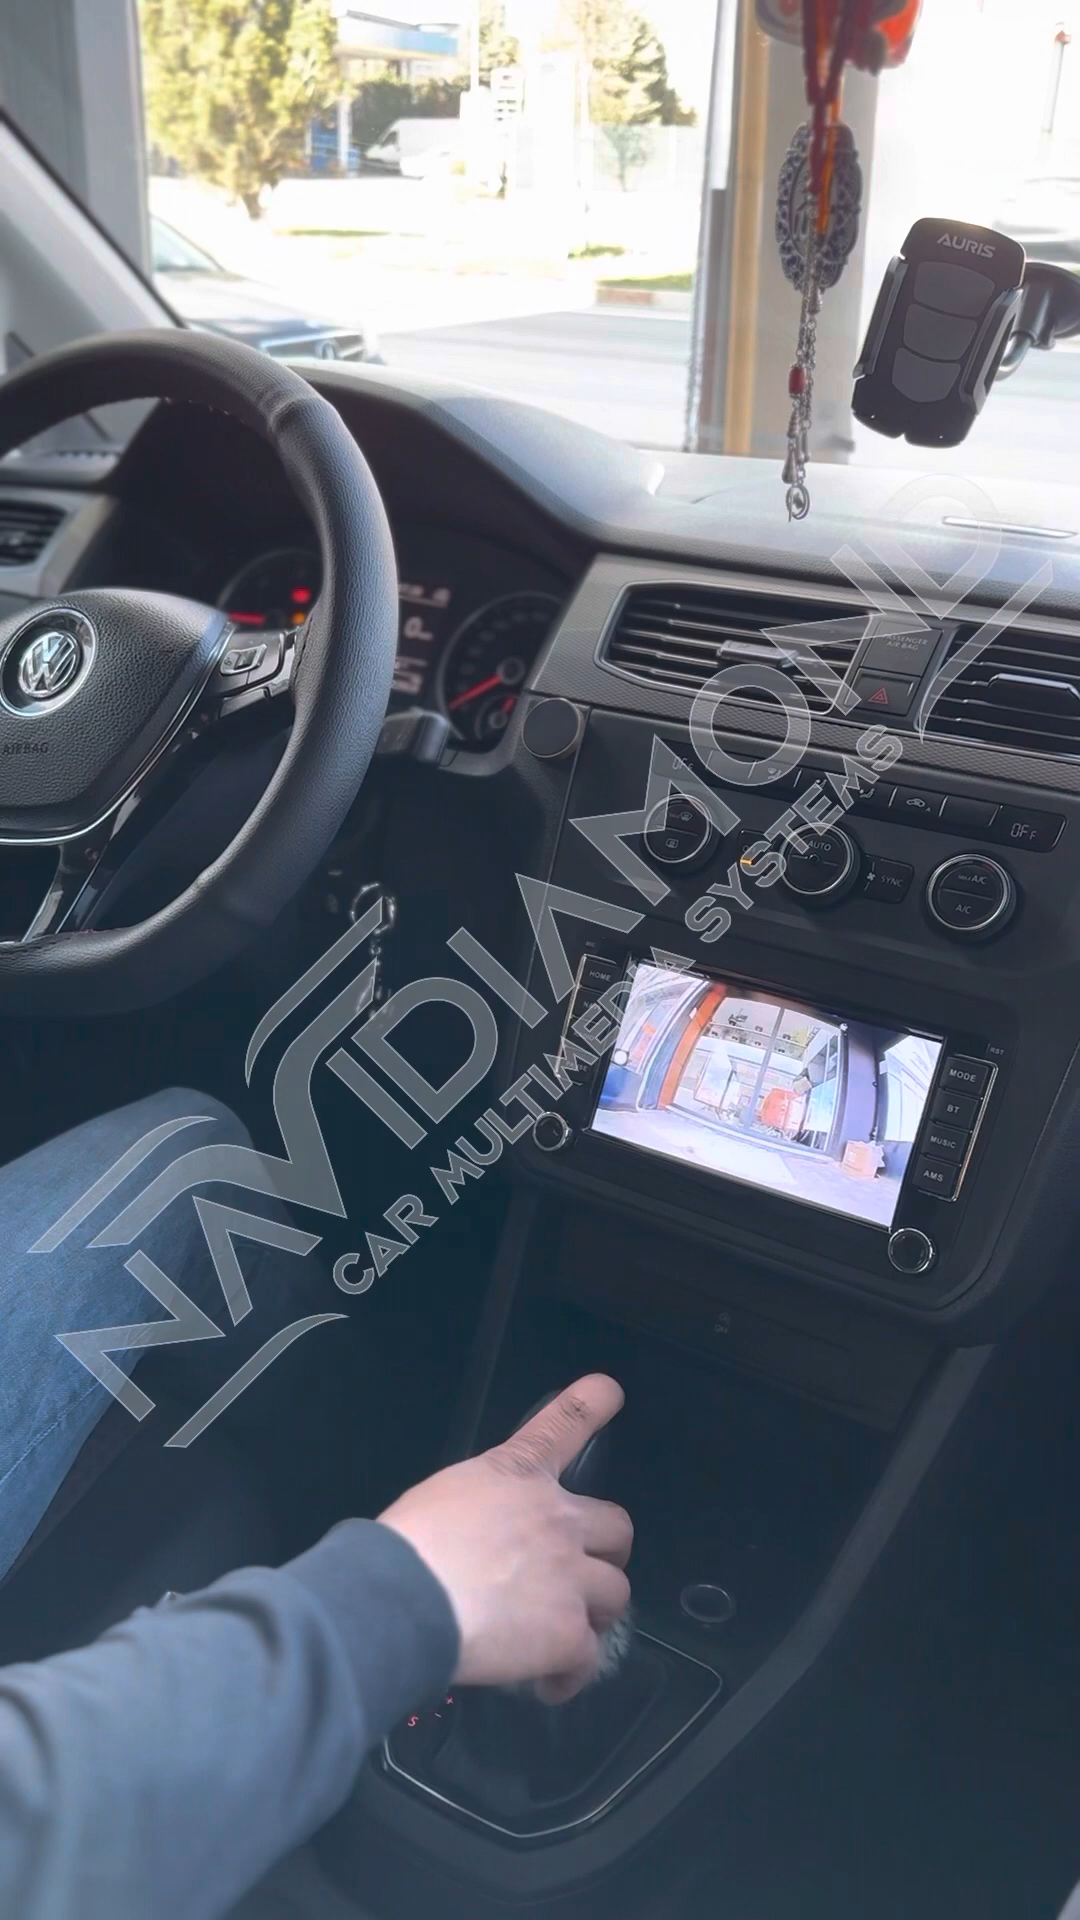 AURIS
PASSENGER
AIR BAG
AIRBAG
OFF
OFF
AUTO
SYNC
MAX A/C
A/C
MIC
HOME
RST
MODE
BT
MUSIC
AMS
NAVIDIAMOND
CAR MULTIMEDIA SYSTEMS
+
-
S